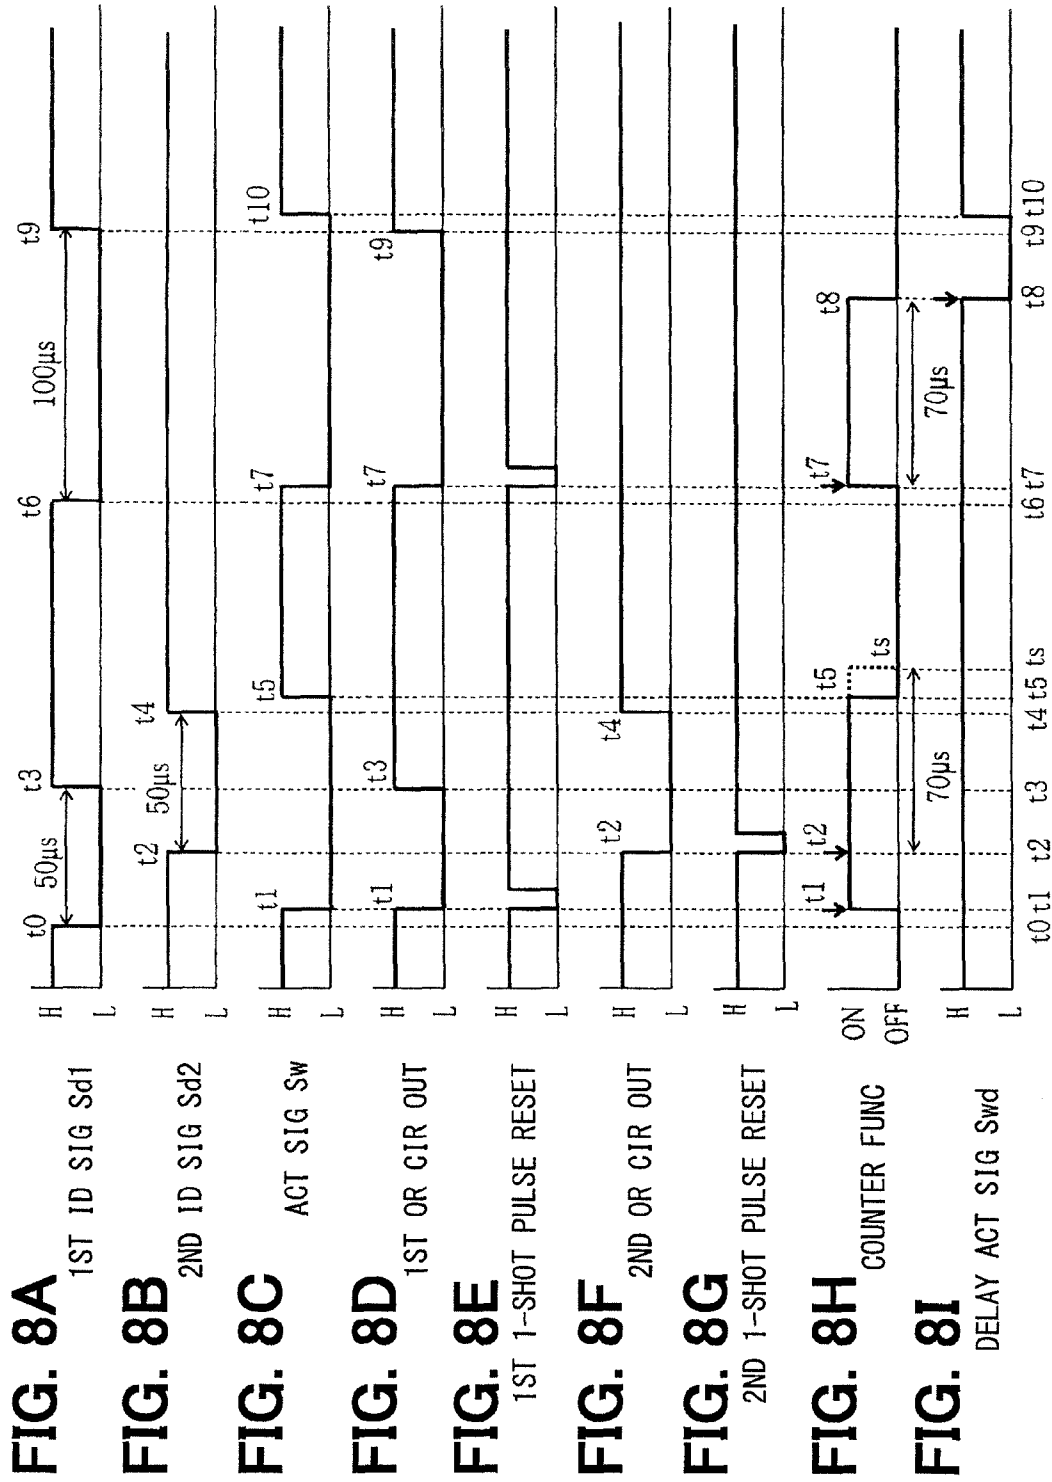 FIG. 8A
1ST ID SIG Sd1
H
L
t0
50µs
t3
t6
100µs
t9
FIG. 8B
2ND ID SIG Sd2
H
L
t2
50µs
t4
FIG. 8C
ACT SIG Sw
H
L
t1
t5
t7
t10
FIG. 8D
1ST OR CIR OUT
H
L
t1
t3
t7
t9
FIG. 8E
1ST 1-SHOT PULSE RESET
H
L
FIG. 8F
2ND OR CIR OUT
H
L
t2
t4
FIG. 8G
2ND 1-SHOT PULSE RESET
H
L
FIG. 8H
COUNTER FUNC
ON
OFF
t1
t2
t5
ts
t7
t8
70µs
70µs
FIG. 8I
DELAY ACT SIG Swd
H
L
t0 t1 t2 t3 t4 t5 ts t6 t7 t8 t9 t10